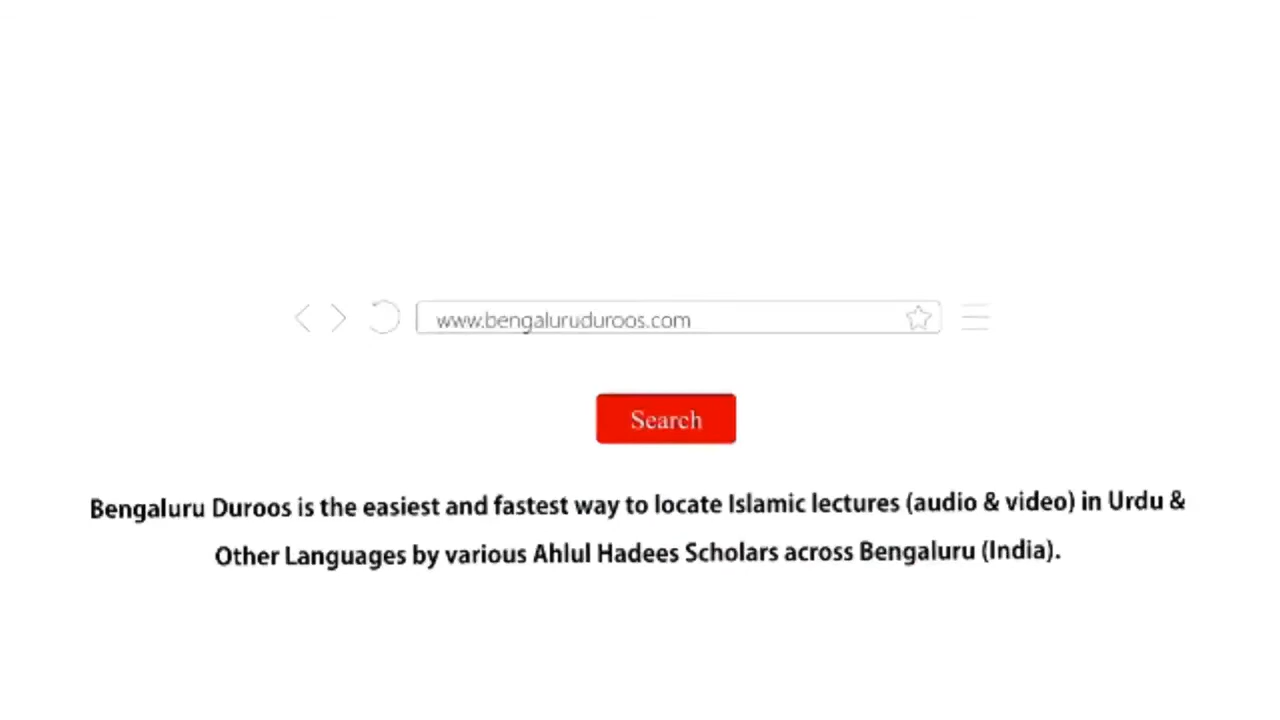 www.bengaluruduroos.com
Search
Bengaluru Duroos is the easiest and fastest way to locate Islamic lectures (audio & video) in Urdu &
Other Languages by various Ahlul Hadees Scholars across Bengaluru (India).